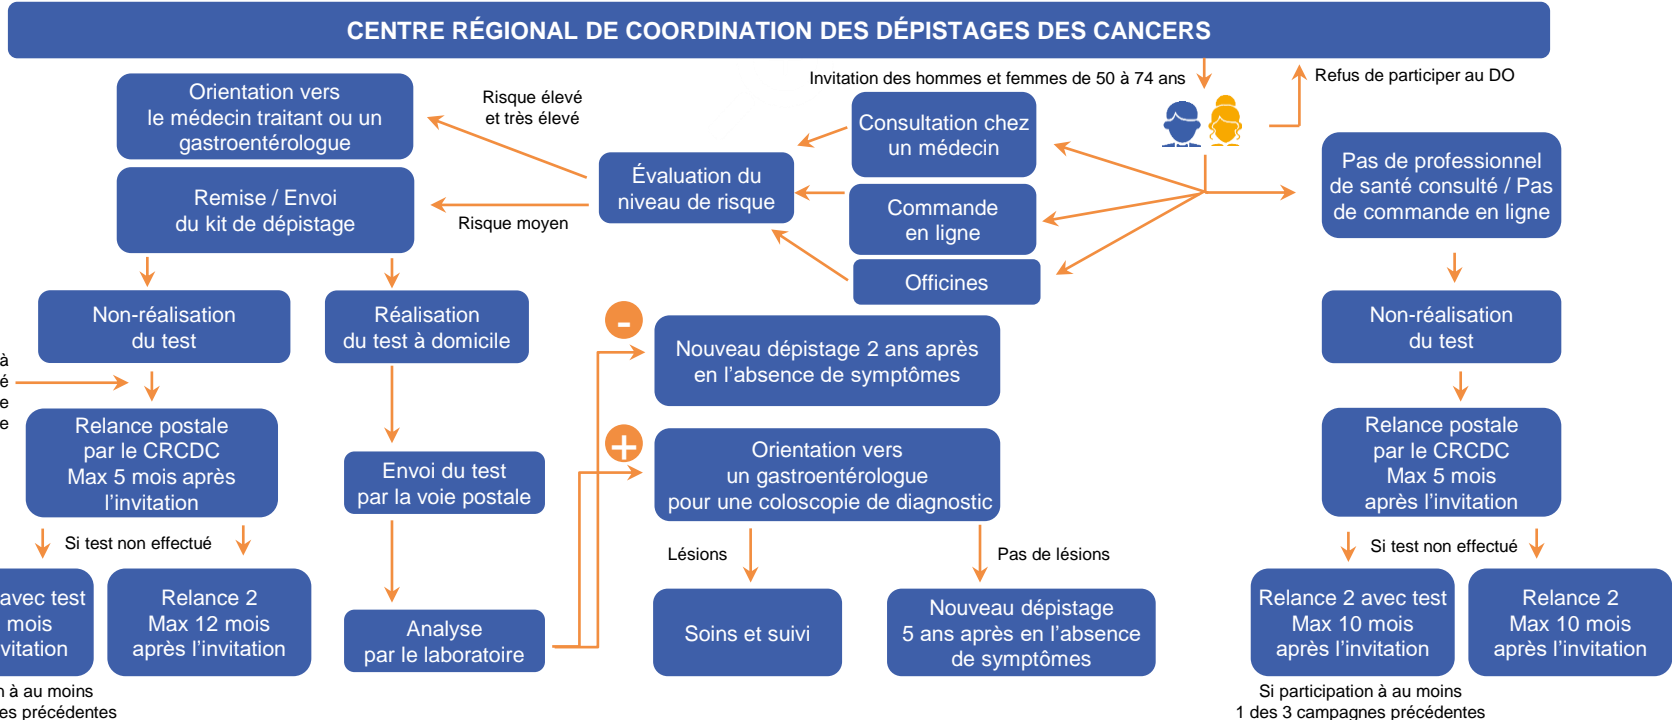 CENTRE RÉGIONAL DE COORDINATION DES DÉPISTAGES DES CANCERS
Invitation des hommes et femmes de 50 à 74 ans
Refus de participer au DO
Orientation vers
le médecin traitant ou un
gastroentérologue
Risque élevé
et très élevé
Consultation chez
un médecin
Pas de professionnel
de santé consulté / Pas
de commande en ligne
Évaluation du
niveau de risque
Remise / Envoi
du kit de dépistage
Risque moyen
Commande
en ligne
Officines
Non-réalisation
du test
Réalisation
du test à domicile
-
Nouveau dépistage 2 ans après
en l'absence de symptômes
Non-réalisation
du test
à
é
e
e
Relance postale
par le CRCDC
Max 5 mois après
l'invitation
Envoi du test
par la voie postale
+
Orientation vers
un gastroentérologue
pour une coloscopie de diagnostic
Relance postale
par le CRCDC
Max 5 mois
après l'invitation
Si test non effectué
Lésions
Pas de lésions
Si test non effectué
avec test
mois
vitation
Relance 2
Max 12 mois
après l'invitation
Analyse
par le laboratoire
Soins et suivi
Nouveau dépistage
5 ans après en l'absence
de symptômes
Relance 2 avec test
Max 10 mois
après l'invitation
Relance 2
Max 10 mois
après l'invitation
n à au moins
es précédentes
Si participation à au moins
1 des 3 campagnes précédentes